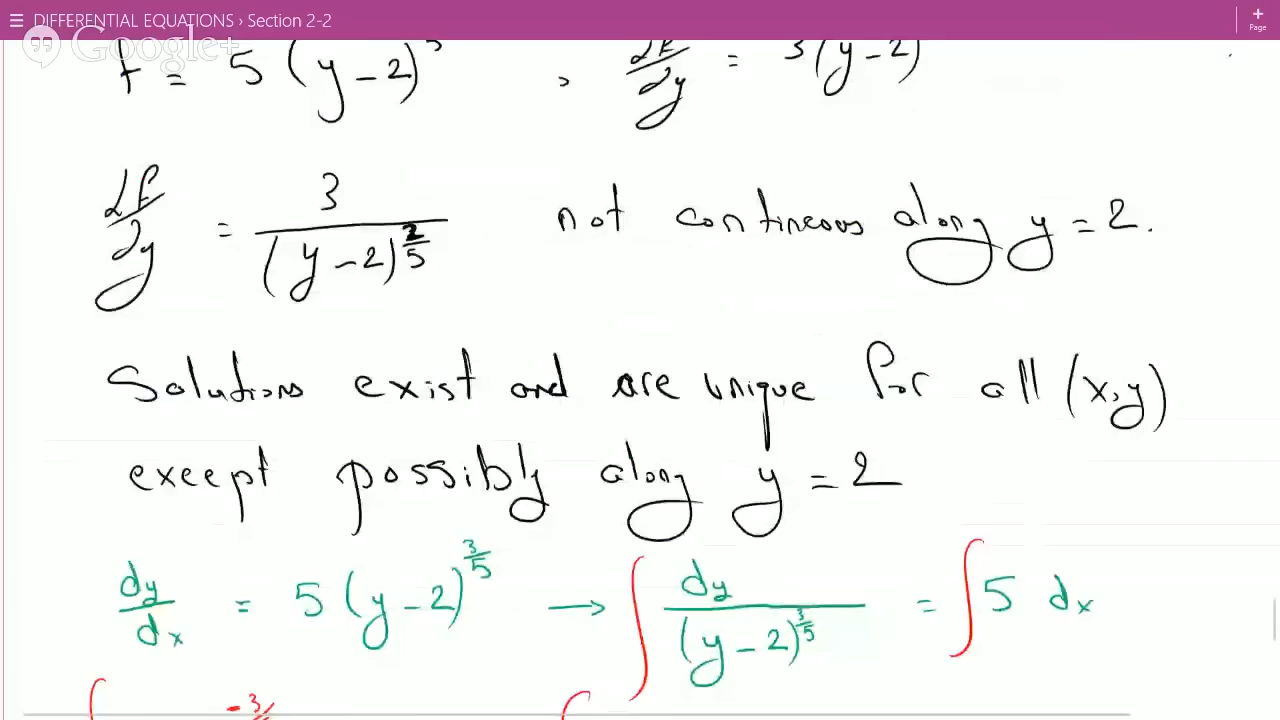 ☰ DIFFERENTIAL EQUATIONS › Section 2-2
+ Page
Google+
f = 5 (y-2) , ∂f/∂y = 3(y-2)
∂f/∂y = 3/(y-2)^(2/5) not contineous along y = 2.
Solutions exist and are unique for all (x,y)
except possibly along y = 2
dy/dx = 5 (y-2)^(3/5) → ∫ dy/(y-2)^(3/5) = ∫ 5 dx